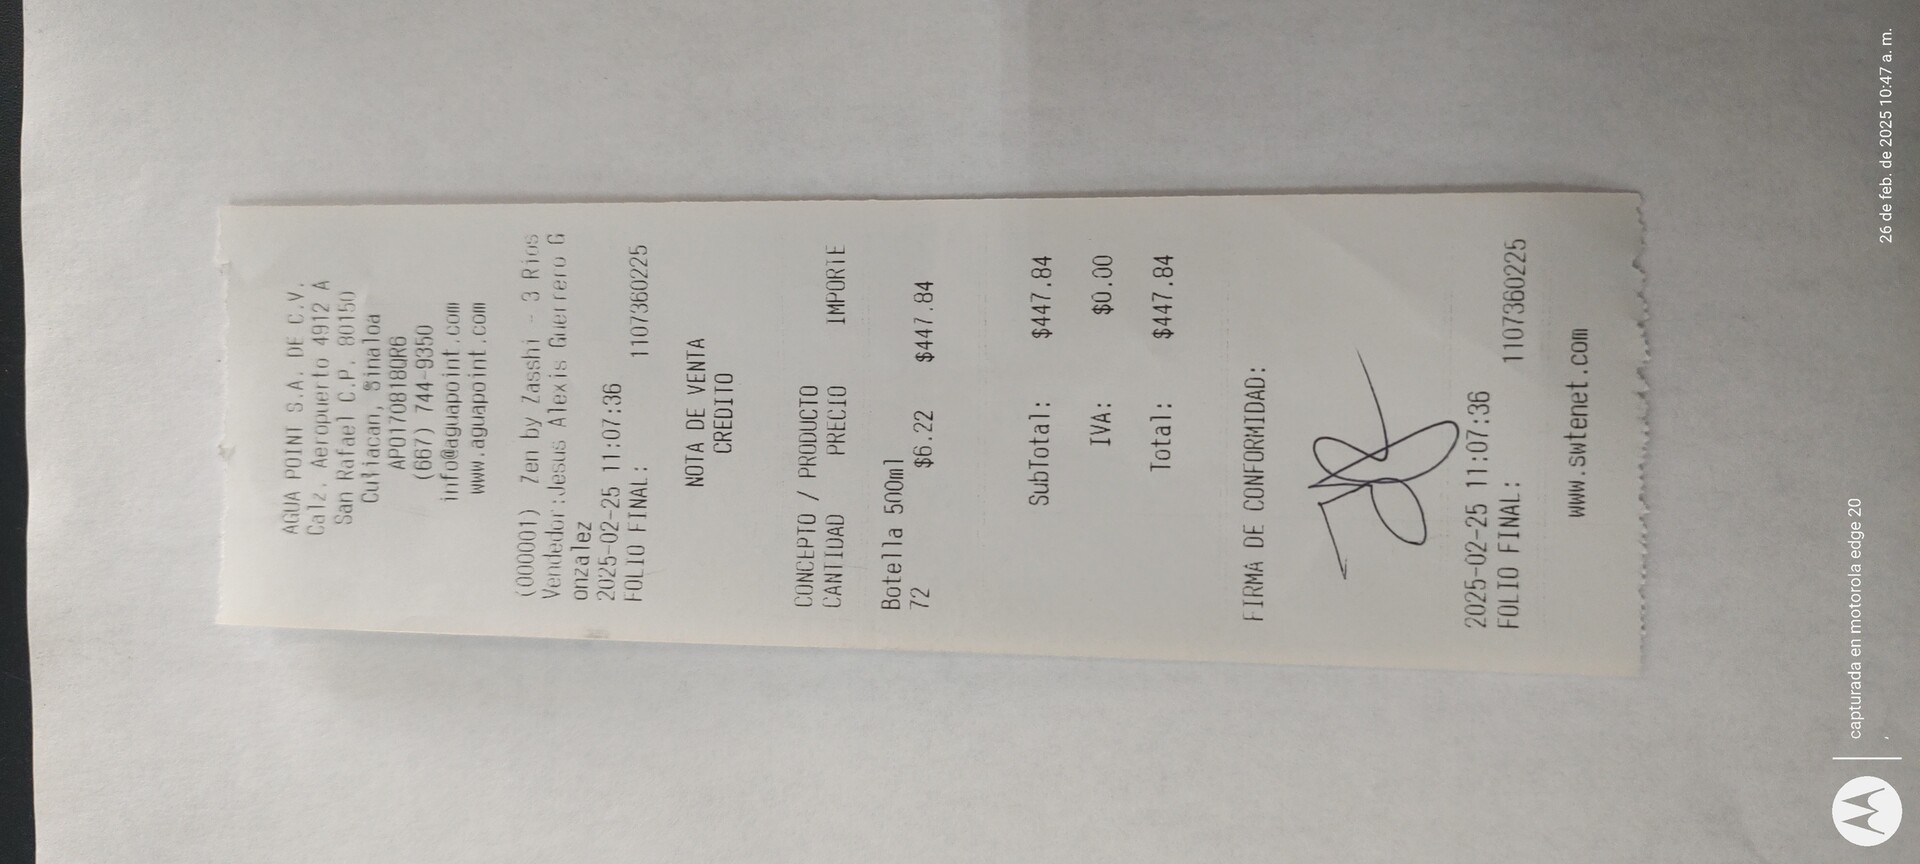 AGUA POINT S.A. DE C.V.
Calz. Aeropuerto 4912 A
San Rafael C.P. 80150
Culiacan, Sinaloa
APO170818QR6
(667) 744-9350
info@aguapoint.com
www.aguapoint.com
(000001) Zen by Zasshi - 3 Rios
Vendedor:Jesus Alexis Guerrero G
onzalez
2025-02-25 11:07:36
FOLIO FINAL: 1107360225
NOTA DE VENTA
CREDITO
CONCEPTO / PRODUCTO
CANTIDAD PRECIO IMPORTE
Botella 500ml
72 $6.22 $447.84
SubTotal: $447.84
IVA: $0.00
Total: $447.84
FIRMA DE CONFORMIDAD:
2025-02-25 11:07:36
FOLIO FINAL: 1107360225
www.swtenet.com
capturada en motorola edge 20
,
26 de feb. de 2025 10:47 a. m.